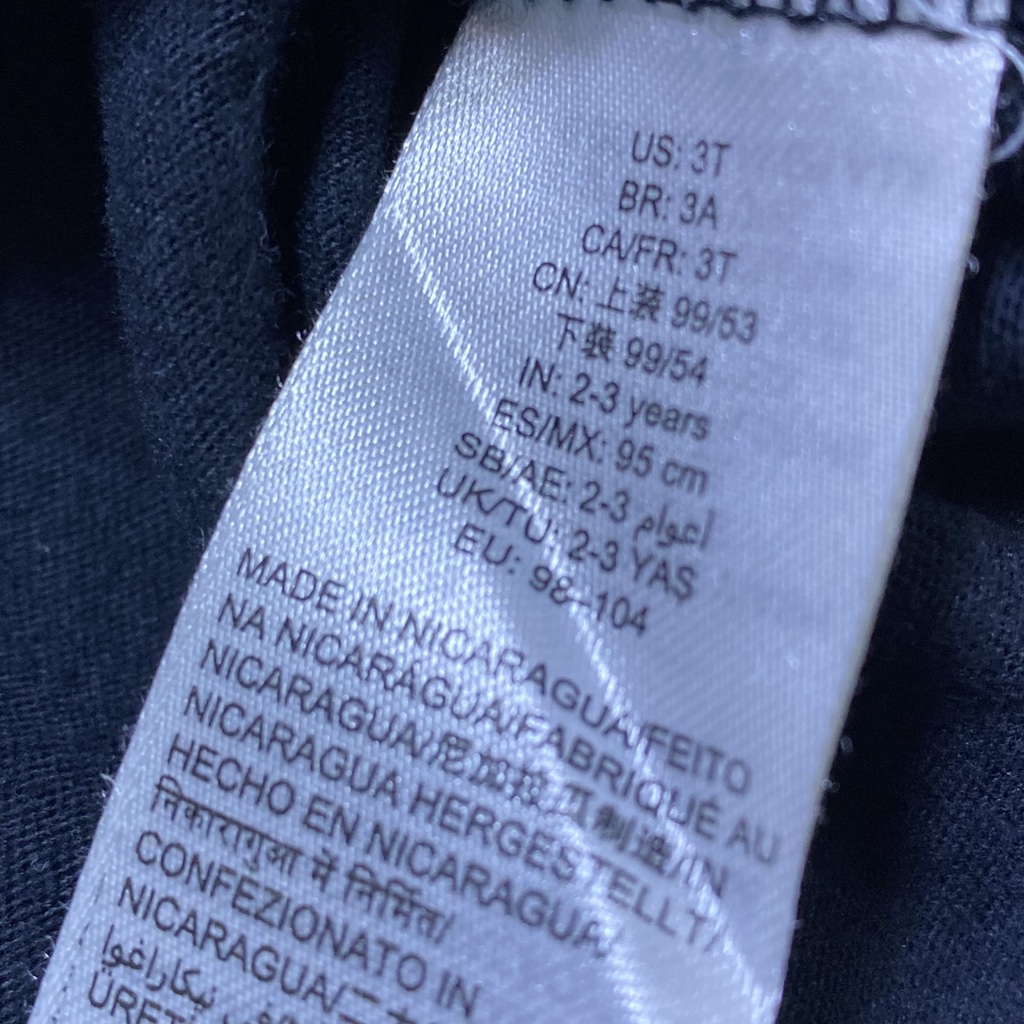 US: 3T
BR: 3A
CA/FR: 3T
CN: 上装 99/53
下装 99/54
IN: 2-3 years
ES/MX: 95 cm
SB/AE: 2-3 أعوام
UK/TU: 2-3 YAŞ
EU: 98-104
MADE IN NICARAGUA/FEITO
NA NICARAGUA/FABRIQUÉ AU
NICARAGUA/尼加拉瓜制造/IN
NICARAGUA HERGESTELLT/
HECHO EN NICARAGUA/
निकारागुआ में निर्मित/
CONFEZIONATO IN
NICARAGUA/
نيكاراغوا